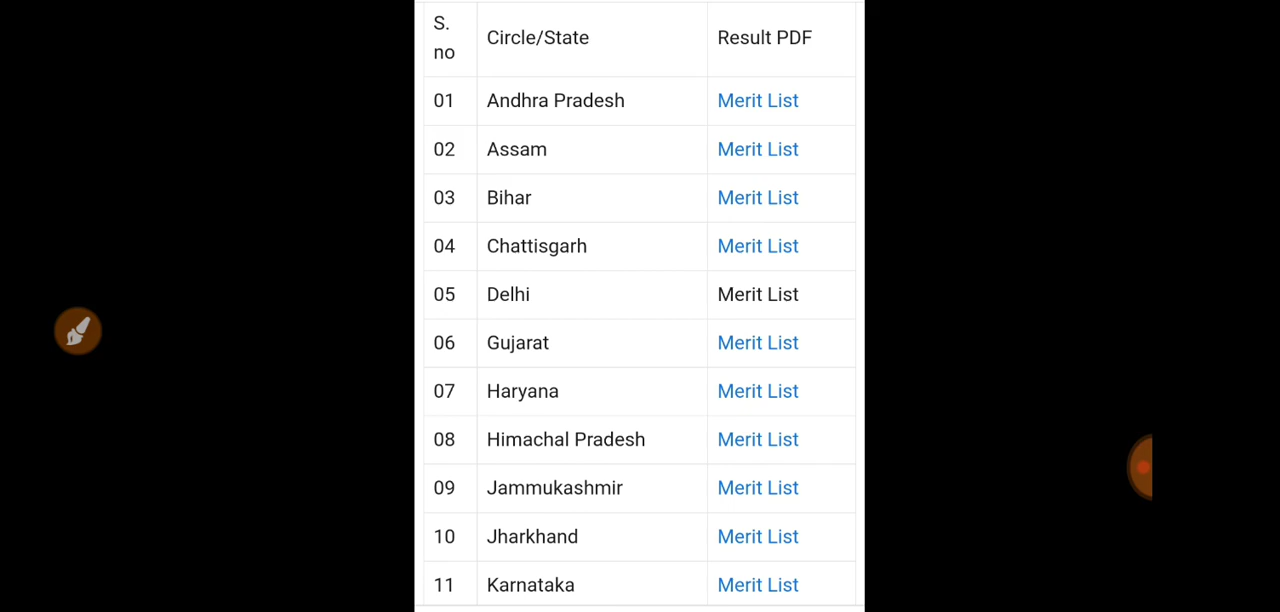 S. no Circle/State Result PDF
01 Andhra Pradesh Merit List
02 Assam Merit List
03 Bihar Merit List
04 Chattisgarh Merit List
05 Delhi Merit List
06 Gujarat Merit List
07 Haryana Merit List
08 Himachal Pradesh Merit List
09 Jammukashmir Merit List
10 Jharkhand Merit List
11 Karnataka Merit List